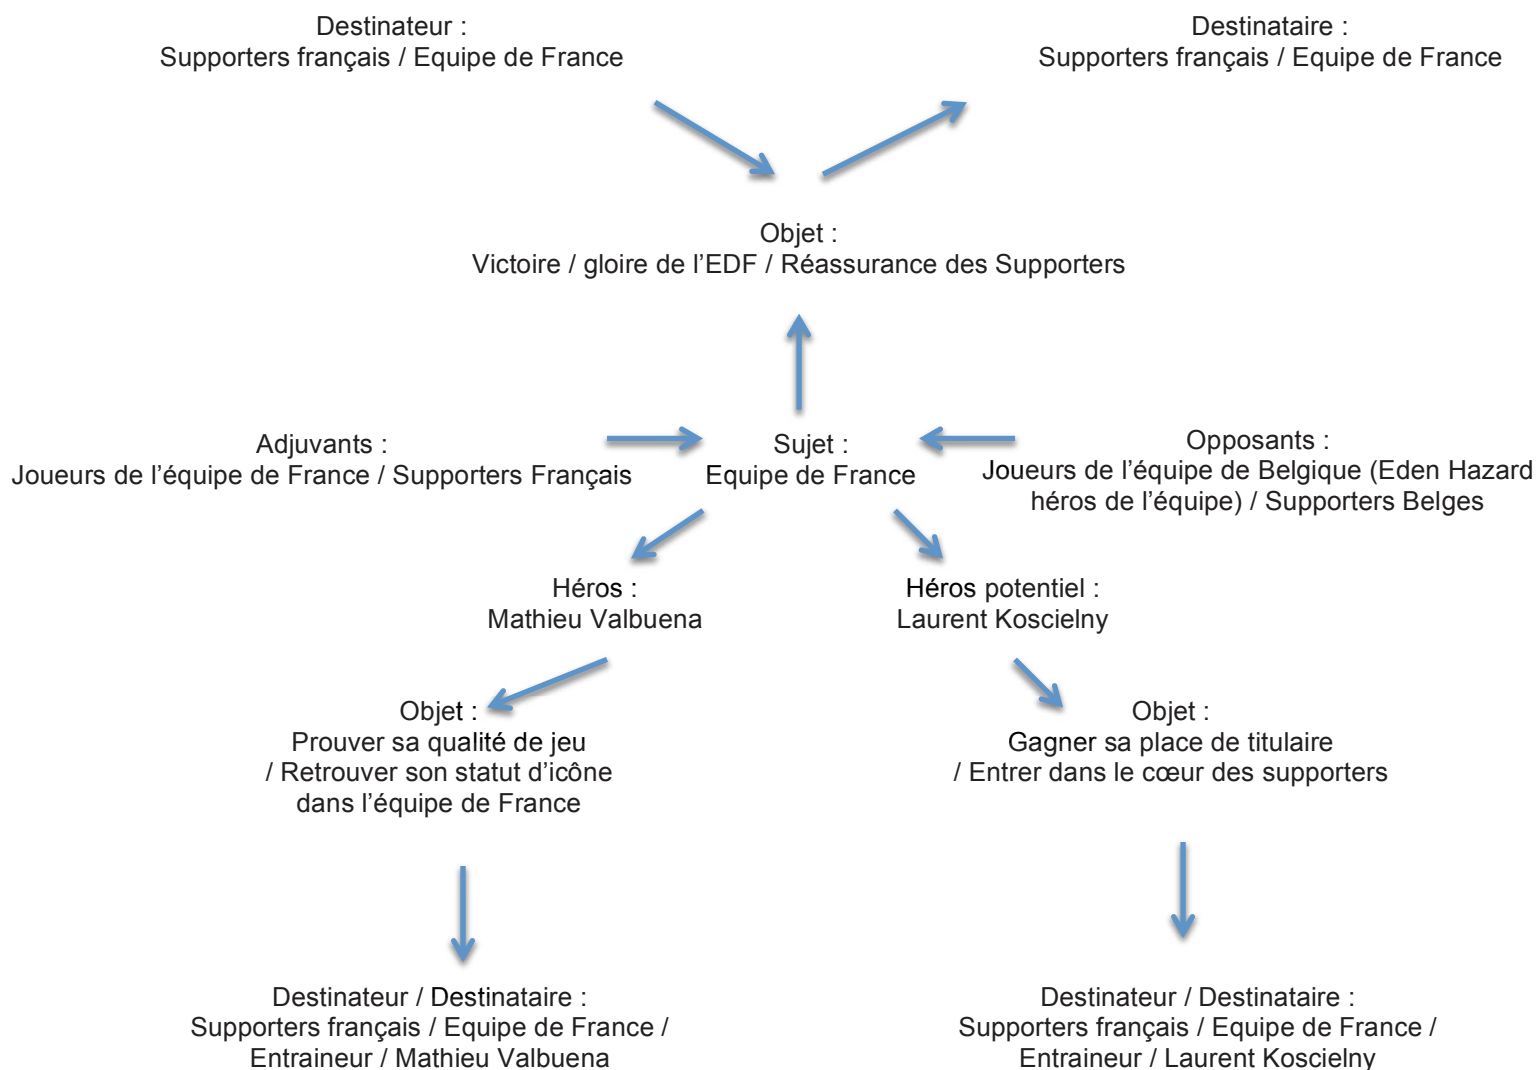 Destinateur :
Supporters français / Equipe de France
Destinataire :
Supporters français / Equipe de France
Objet :
Victoire / gloire de l’EDF / Réassurance des Supporters
Adjuvants :
Joueurs de l’équipe de France / Supporters Français
Sujet :
Equipe de France
Opposants :
Joueurs de l’équipe de Belgique (Eden Hazard
héros de l’équipe) / Supporters Belges
Héros :
Mathieu Valbuena
Héros potentiel :
Laurent Koscielny
Objet :
Prouver sa qualité de jeu
/ Retrouver son statut d’icône
dans l’équipe de France
Objet :
Gagner sa place de titulaire
/ Entrer dans le cœur des supporters
Destinateur / Destinataire :
Supporters français / Equipe de France /
Entraineur / Mathieu Valbuena
Destinateur / Destinataire :
Supporters français / Equipe de France /
Entraineur / Laurent Koscielny